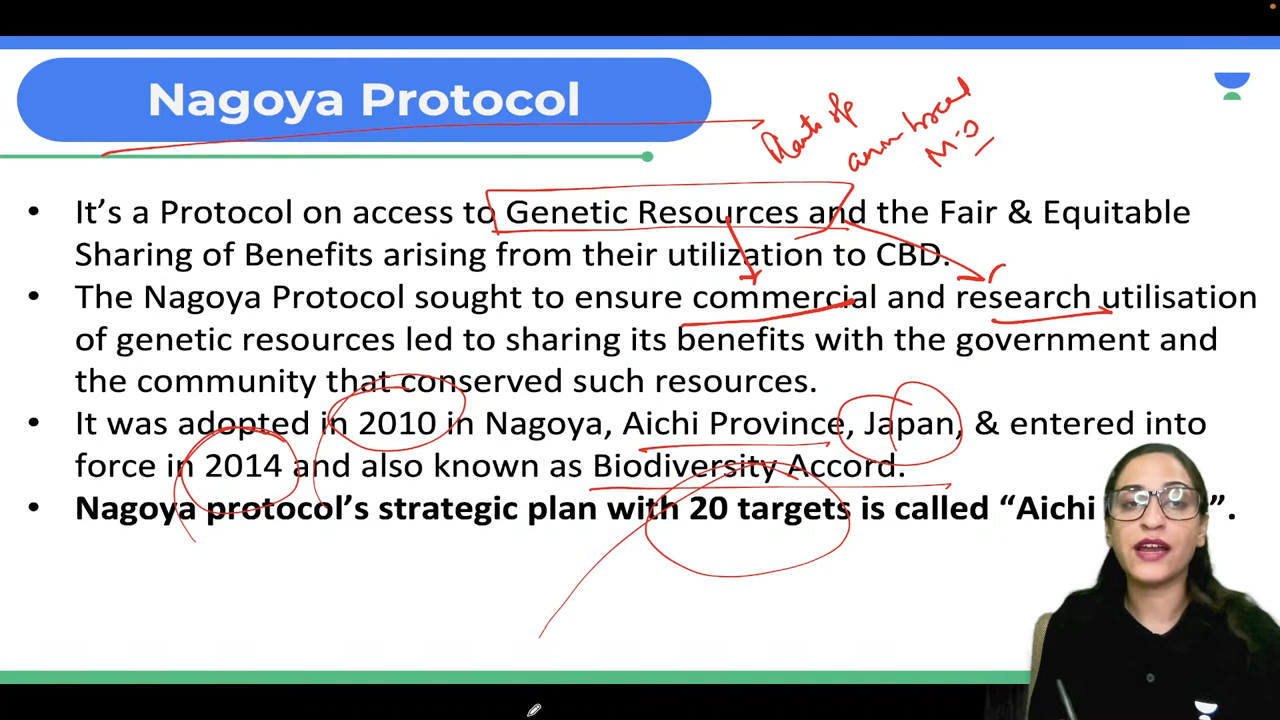 Nagoya Protocol
Plants sp
animal breed
M.O
• It’s a Protocol on access to Genetic Resources and the Fair & Equitable
Sharing of Benefits arising from their utilization to CBD.
• The Nagoya Protocol sought to ensure commercial and research utilisation
of genetic resources led to sharing its benefits with the government and
the community that conserved such resources.
• It was adopted in 2010 in Nagoya, Aichi Province, Japan, & entered into
force in 2014 and also known as Biodiversity Accord.
• Nagoya protocol’s strategic plan with 20 targets is called “Aichi ”.